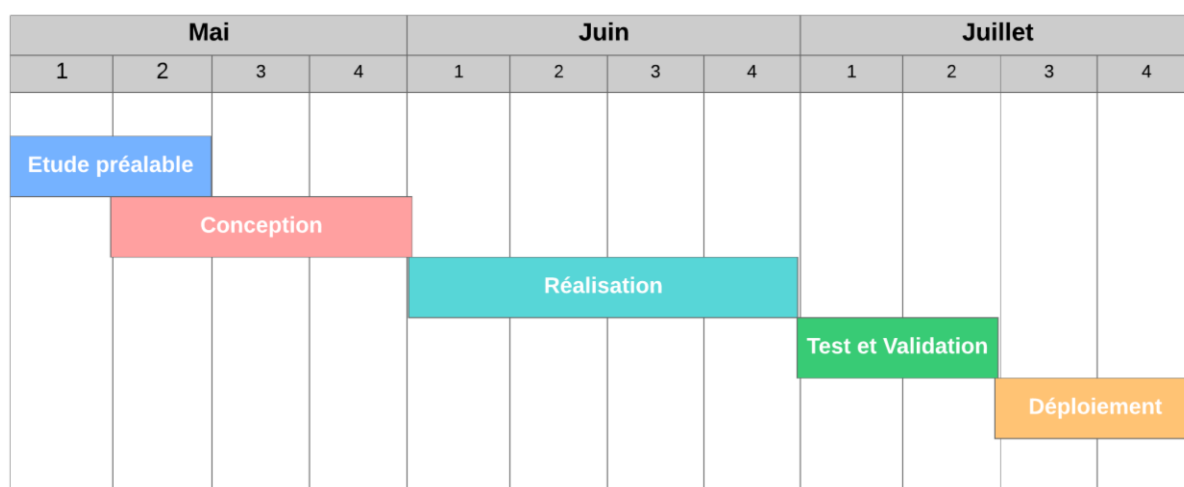 Mai Juin Juillet
1 2 3 4 1 2 3 4 1 2 3 4
Etude préalable
Conception
Réalisation
Test et Validation
Déploiement